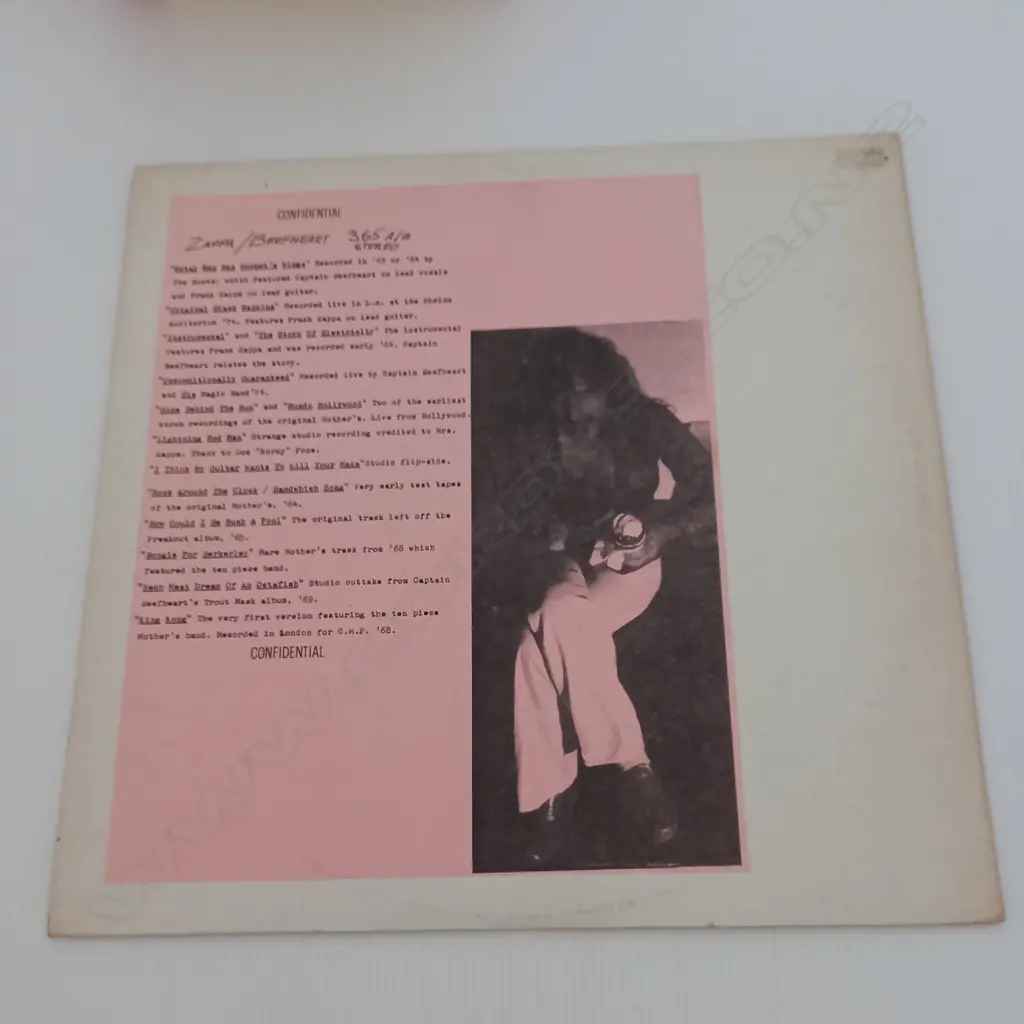 CONFIDENTIAL
ZAPPA/BEEFHEART 365 A/B
STEREO
"Metal Man Has Hornet's Wings" Recorded in '63 or '64 by
The Soots; which featured Captain Beefheart on lead vocals
and Frank Zappa on lead guitar.
"Original Recorded live in L.A. at the Shrine
Auditorium '74. Features Frank Zappa on lead guitar.
"Instrumental" and "The Story Of Electricity" The instrumental
features Frank Zappa and was recorded early '64. Captain
Beefheart relates the story.
"Unconditionally Guaranteed" Recorded live by Captain Beefheart
and His Magic Band '74.
"Gone Behind The Sun" and "Mondo Hollywood" Two of the earliest
known recordings of the original Mother's. Live from Hollywood.
"Lightning Rod Man" Strange studio recording credited to Mrs.
Zappa. Thanx to Doc "Korny" Fone.
"I Think My Guitar Wants To Kill Your Mama" Studio flip-side.
"Rock Around The Clock / Sandwhich Song" Very early test tapes
of the original Mother's, '64.
"How Could I Be Such A Fool" The original track left off the
Freakout album, '65.
"Boogie For Berkerley" Rare Mother's track from '68 which
featured the ten piece band.
"Neon Meat Dream Of An Octafish" Studio outtake from Captain
Beefheart's Trout Mask album, '69.
"King Kong" The very first version featuring the ten piece
Mother's band. Recorded in London for '68.
CONFIDENTIAL